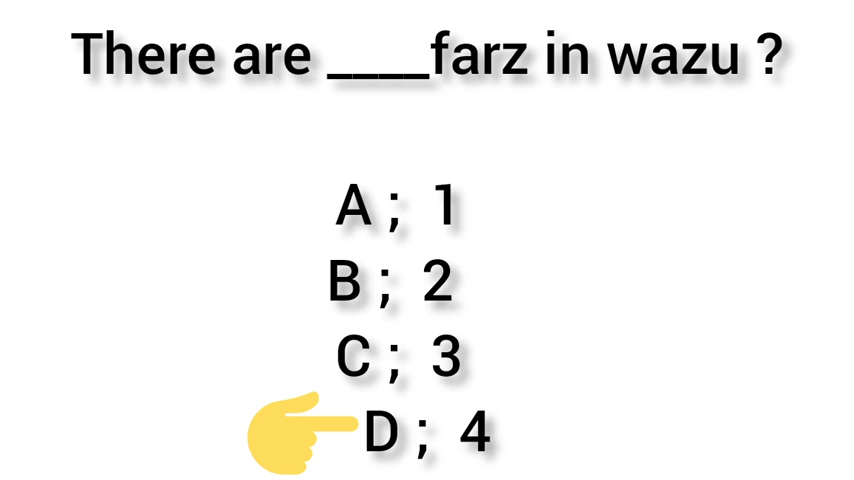 There are ____farz in wazu ?
A ; 1
B ; 2
C ; 3
D ; 4